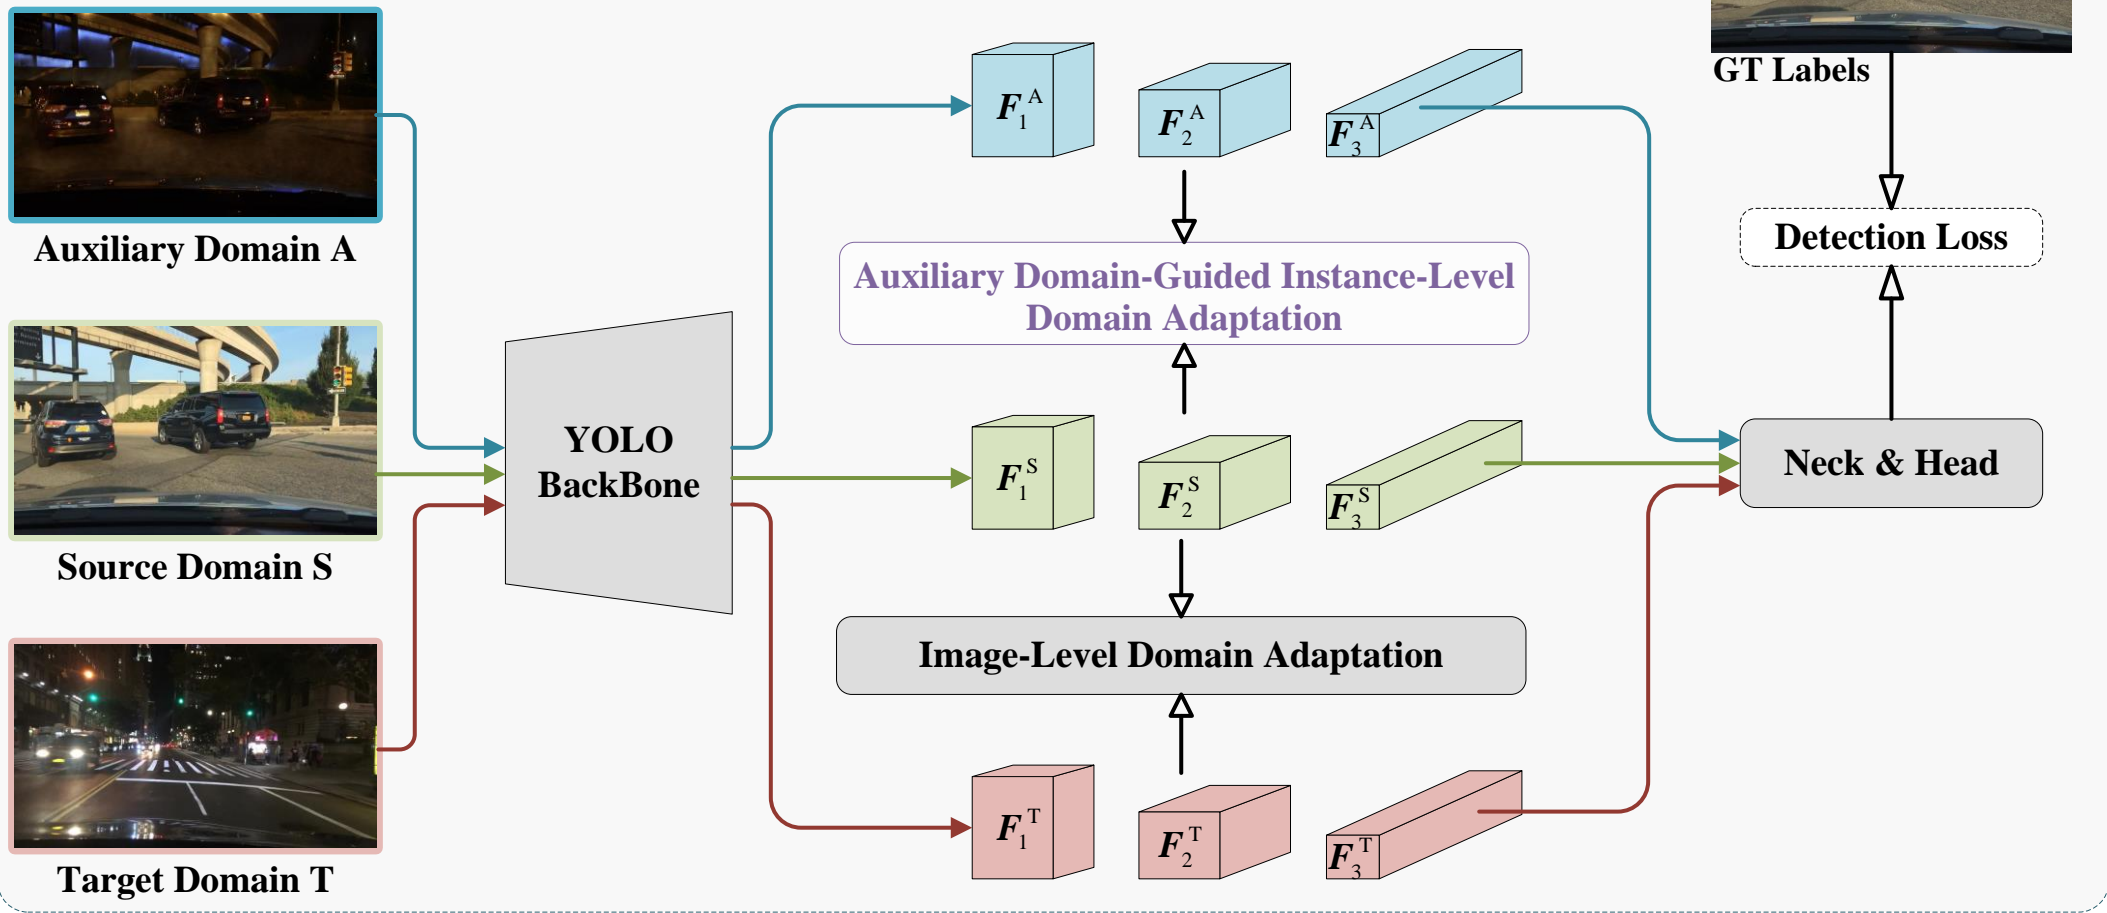 GT Labels
F₁ᴬ
F₂ᴬ
F₃ᴬ
Auxiliary Domain A
Detection Loss
Auxiliary Domain-Guided Instance-Level
Domain Adaptation
YOLO
BackBone
F₁ˢ
F₂ˢ
F₃ˢ
Neck & Head
Source Domain S
Image-Level Domain Adaptation
F₁ᵀ
F₂ᵀ
F₃ᵀ
Target Domain T